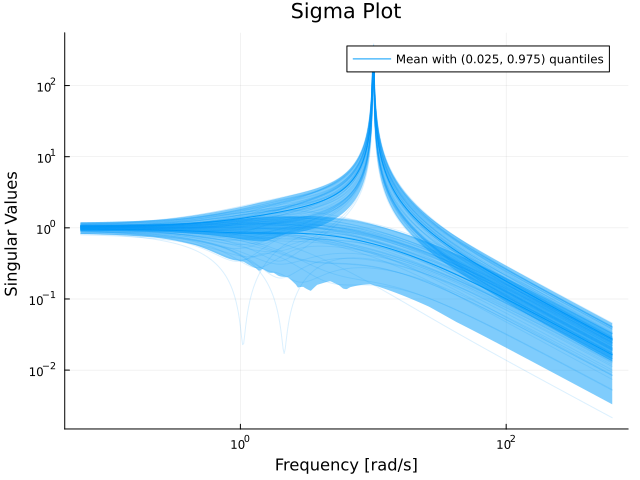 Sigma Plot
Mean with (0.025, 0.975) quantiles
Singular Values
10²
10¹
10⁰
10⁻¹
10⁻²
10⁰ 10²
Frequency [rad/s]